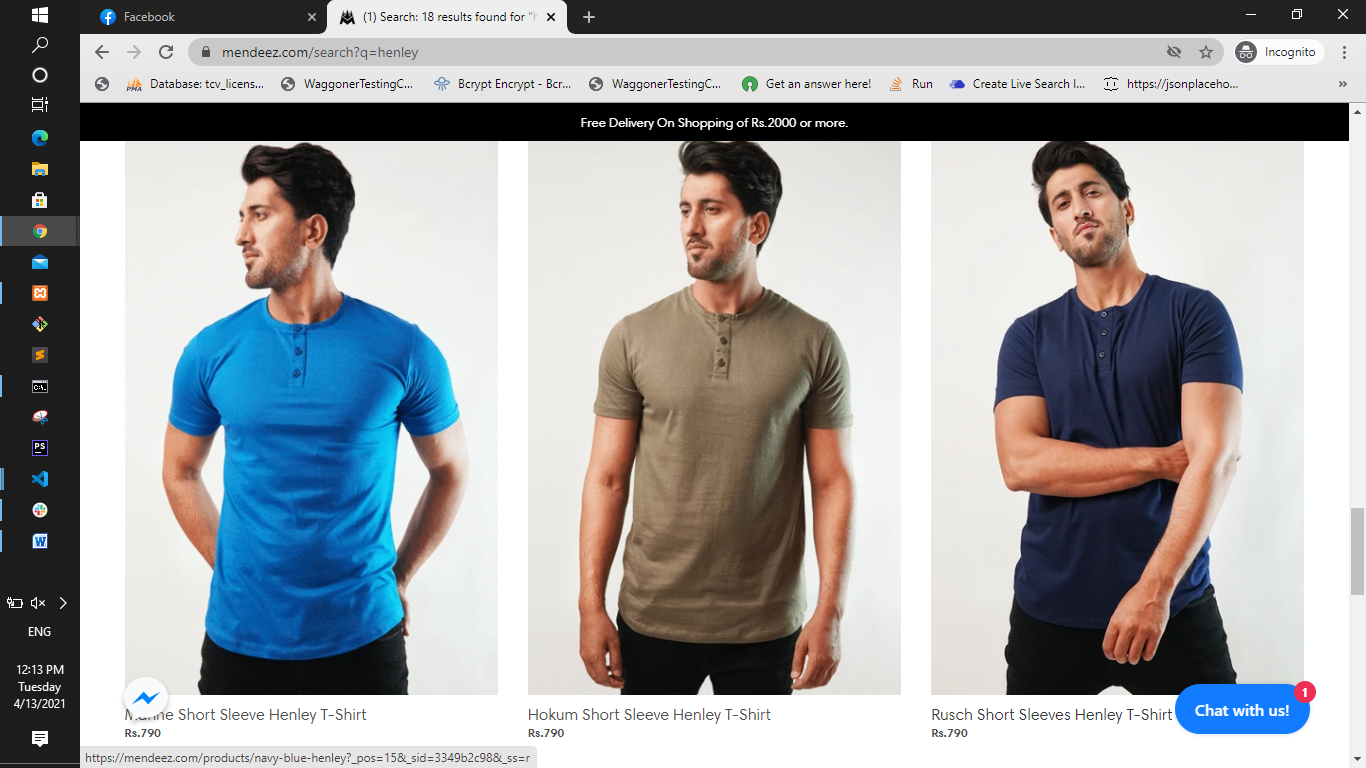 Facebook
(1) Search: 18 results found for "h
mendeez.com/search?q=henley
Incognito
Database: tcv_licens...
WaggonerTestingC...
Bcrypt Encrypt - Bcr...
WaggonerTestingC...
Get an answer here!
Run
Create Live Search I...
https://jsonplaceho...
PMA
Free Delivery On Shopping of Rs.2000 or more.
C:\.
PS
W
ENG
12:13 PM
Tuesday
4/13/2021
Marine Short Sleeve Henley T-Shirt
Rs.790
Hokum Short Sleeve Henley T-Shirt
Rs.790
Rusch Short Sleeves Henley T-Shirt
Rs.790
Chat with us!
1
https://mendeez.com/products/navy-blue-henley?_pos=15&_sid=3349b2c98&_ss=r